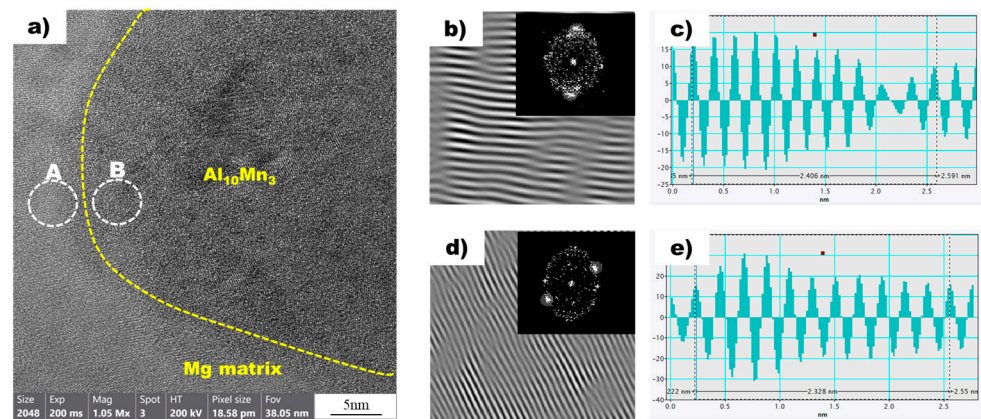 a)
A
B
Al₁₀Mn₃
Mg matrix
Size Exp Mag Spot HT Pixel size Fov
2048 200 ms 1.05 Mx 3 200 kV 18.58 pm 38.05 nm
5nm
b)
c)
15
10
5
0
-5
-10
-15
-20
-25
5 nm
2.406 nm
2.591 nm
0.0 0.5 1.0 1.5 2.0 2.5
nm
d)
e)
20
10
0
-10
-20
-30
-40
222
2.328 nm
2.55 nm
0.0 0.5 1.0 1.5 2.0 2.5
nm